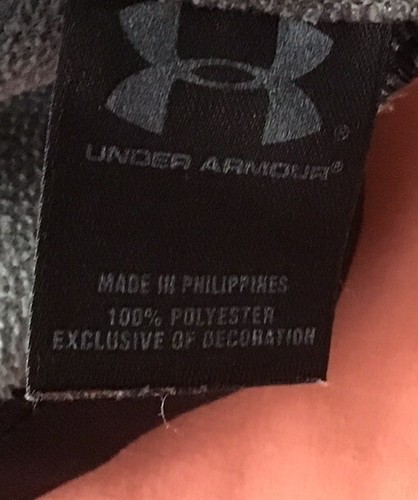 UNDER ARMOUR®
MADE IN PHILIPPINES
100% POLYESTER
EXCLUSIVE OF DECORATION